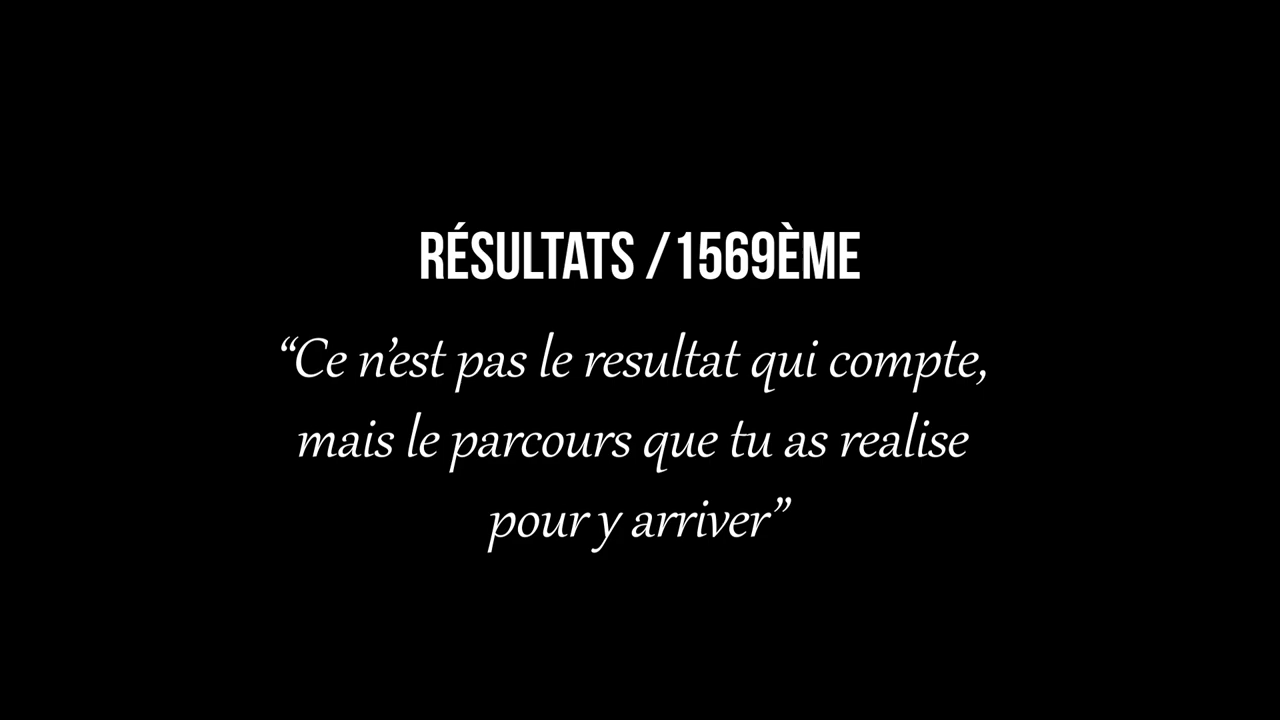 RÉSULTATS /1569ÈME
“Ce n’est pas le resultat qui compte,
mais le parcours que tu as realise
pour y arriver”